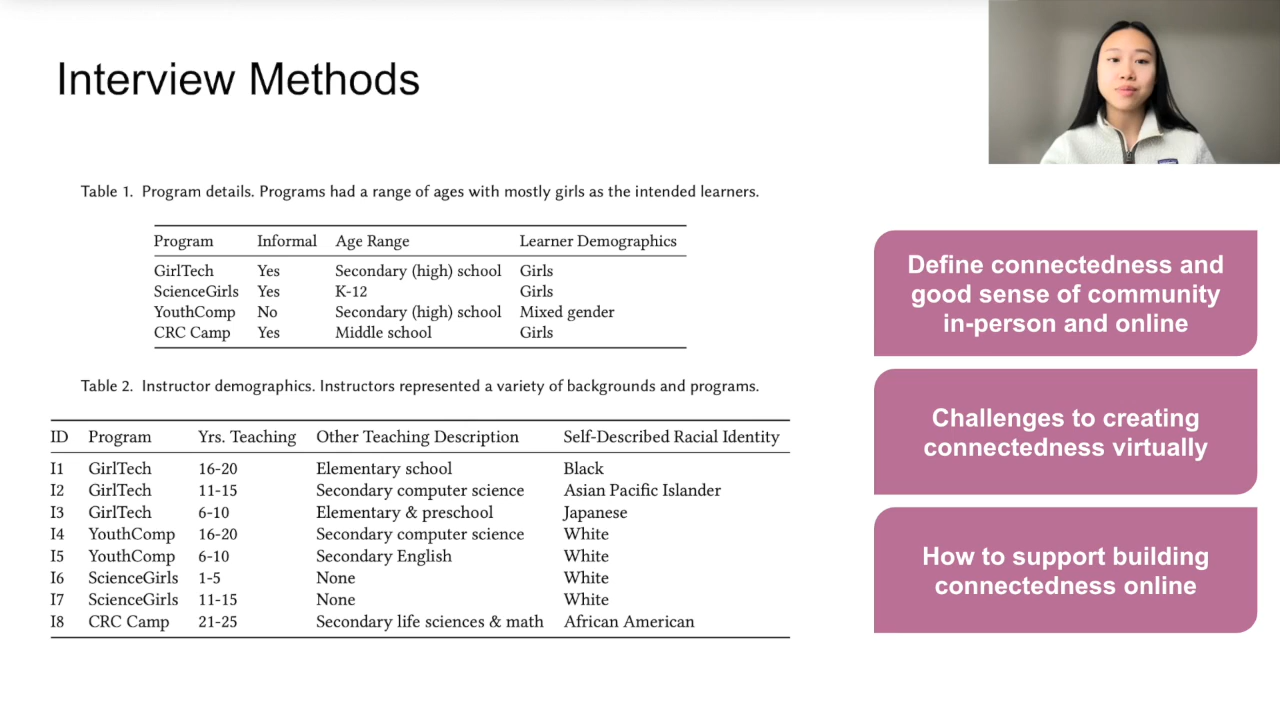 Interview Methods
Table 1. Program details. Programs had a range of ages with mostly girls as the intended learners.
Program Informal Age Range Learner Demographics
GirlTech Yes Secondary (high) school Girls
ScienceGirls Yes K-12 Girls
YouthComp No Secondary (high) school Mixed gender
CRC Camp Yes Middle school Girls
Table 2. Instructor demographics. Instructors represented a variety of backgrounds and programs.
ID Program Yrs. Teaching Other Teaching Description Self-Described Racial Identity
I1 GirlTech 16-20 Elementary school Black
I2 GirlTech 11-15 Secondary computer science Asian Pacific Islander
I3 GirlTech 6-10 Elementary & preschool Japanese
I4 YouthComp 16-20 Secondary computer science White
I5 YouthComp 6-10 Secondary English White
I6 ScienceGirls 1-5 None White
I7 ScienceGirls 11-15 None White
I8 CRC Camp 21-25 Secondary life sciences & math African American
Define connectedness and
good sense of community
in-person and online
Challenges to creating
connectedness virtually
How to support building
connectedness online